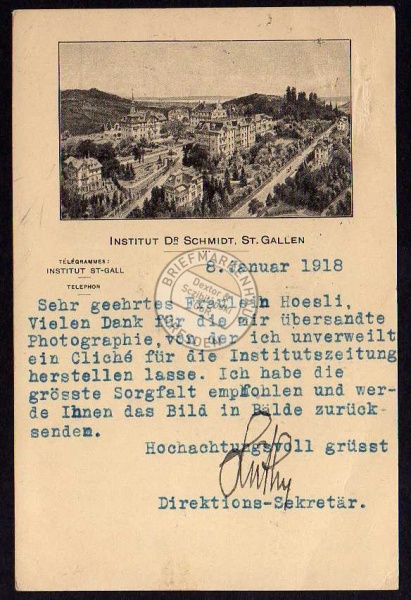 INSTITUT DR SCHMIDT, ST. GALLEN
TÉLÉGRAMMES:
INSTITUT ST-GALL
TELEPHON
8. Januar 1918
Sehr geehrtes Fräulein Hoesli,
Vielen Dank für die mir übersandte
Photographie, von der ich unverweilt
ein Cliché für die Institutszeitung
herstellen lasse. Ich habe die
grösste Sorgfalt empfohlen und wer-
de Ihnen das Bild in Bälde zurück-
senden.
Hochachtungsvoll grüsst
Direktions-Sekretär.